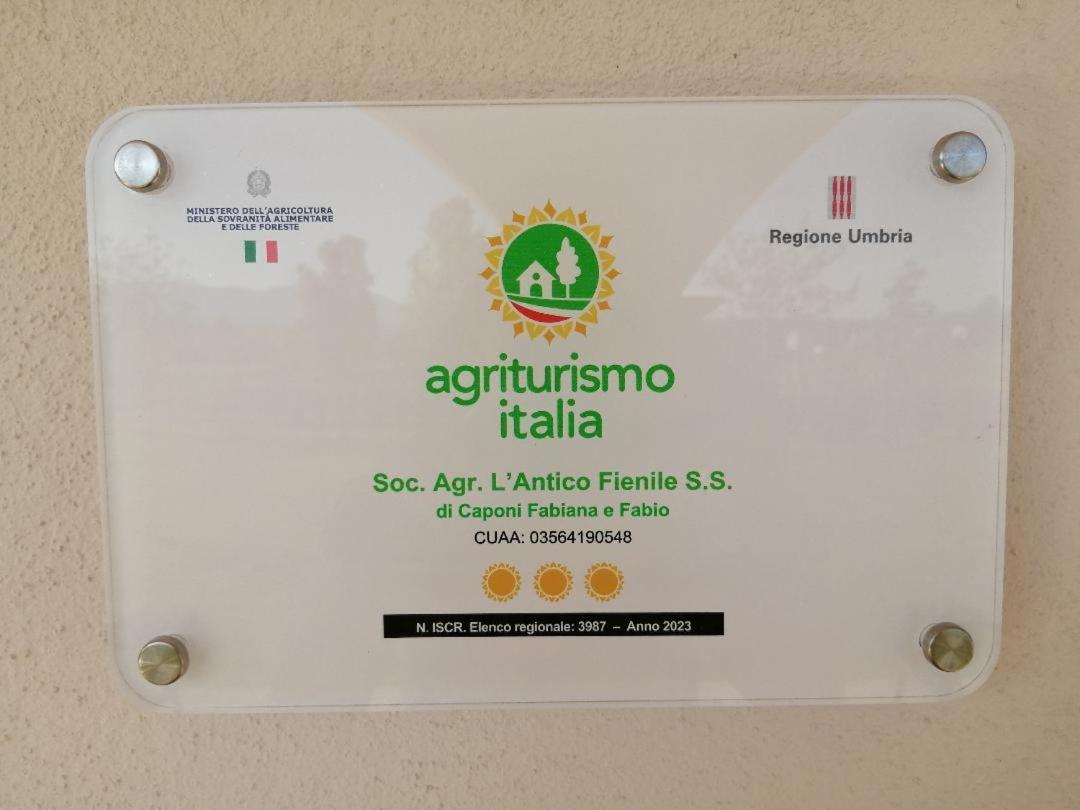 MINISTERO DELL'AGRICOLTURA
DELLA SOVRANITÀ ALIMENTARE
E DELLE FORESTE
Regione Umbria
agriturismo
italia
Soc. Agr. L'Antico Fienile S.S.
di Caponi Fabiana e Fabio
CUAA: 03564190548
N. ISCR. Elenco regionale: 3987 – Anno 2023